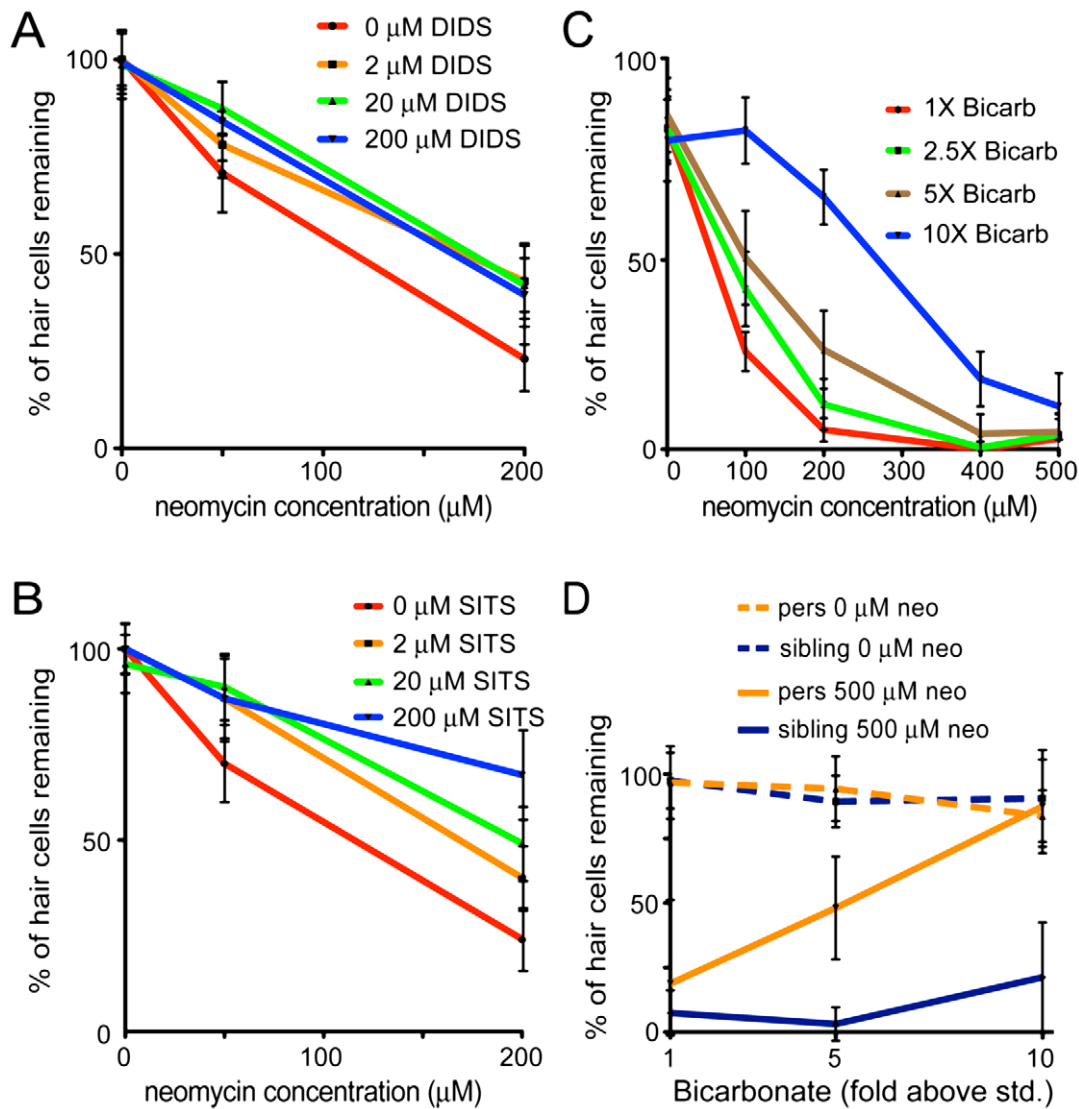 A
0 μM DIDS
2 μM DIDS
20 μM DIDS
200 μM DIDS
100
50
0
% of hair cells remaining
0 100 200
neomycin concentration (μM)
C
1X Bicarb
2.5X Bicarb
5X Bicarb
10X Bicarb
100
50
0
% of hair cells remaining
0 100 200 300 400 500
neomycin concentration (μM)
B
0 μM SITS
2 μM SITS
20 μM SITS
200 μM SITS
100
50
0
% of hair cells remaining
0 100 200
neomycin concentration (μM)
D
pers 0 μM neo
sibling 0 μM neo
pers 500 μM neo
sibling 500 μM neo
100
50
0
% of hair cells remaining
1 5 10
Bicarbonate (fold above std.)